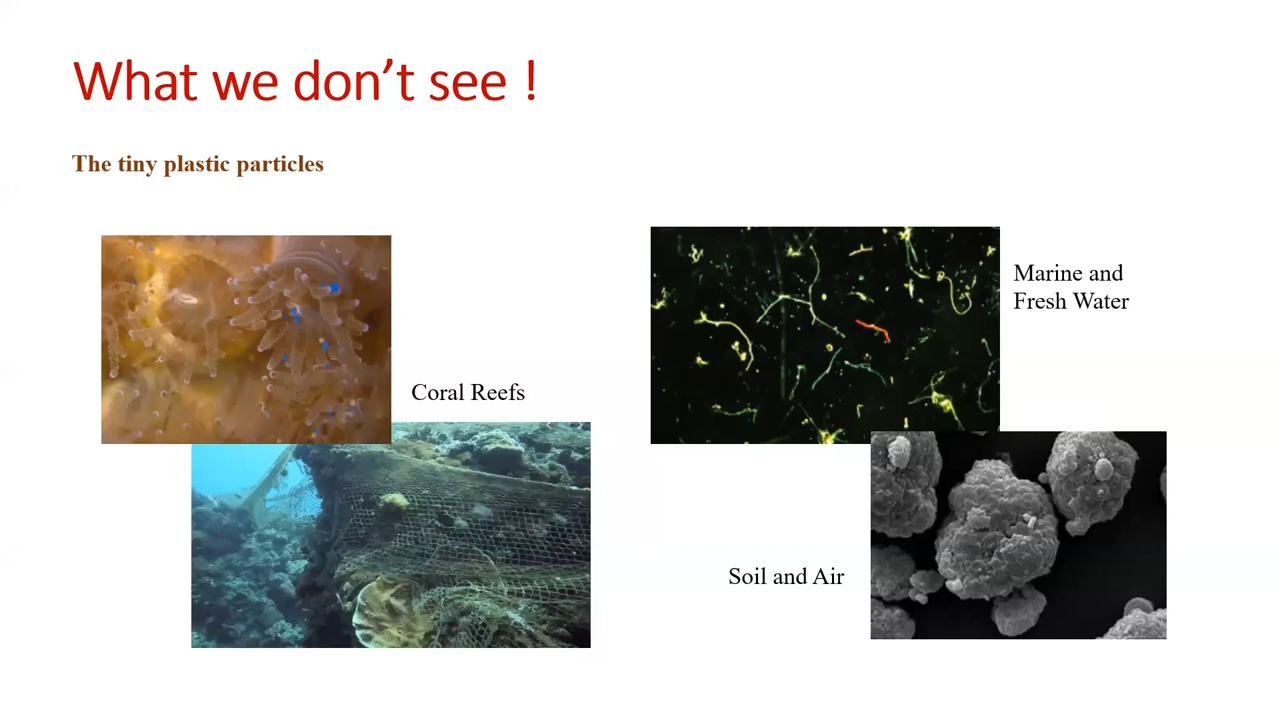 What we don’t see !
The tiny plastic particles
Coral Reefs
Marine and
Fresh Water
Soil and Air